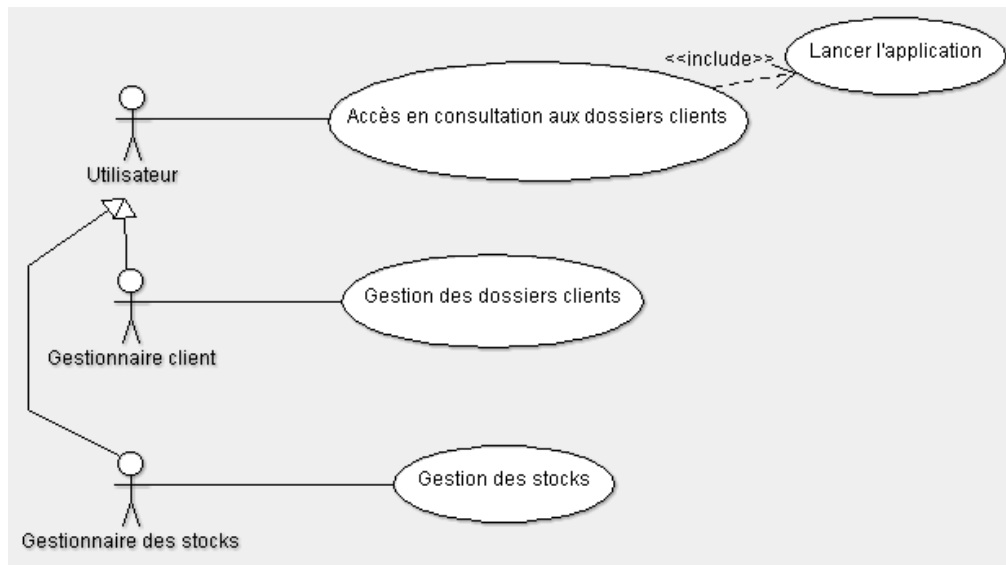 Lancer l'application
<<include>>
Accès en consultation aux dossiers clients
Utilisateur
Gestion des dossiers clients
Gestionnaire client
Gestion des stocks
Gestionnaire des stocks